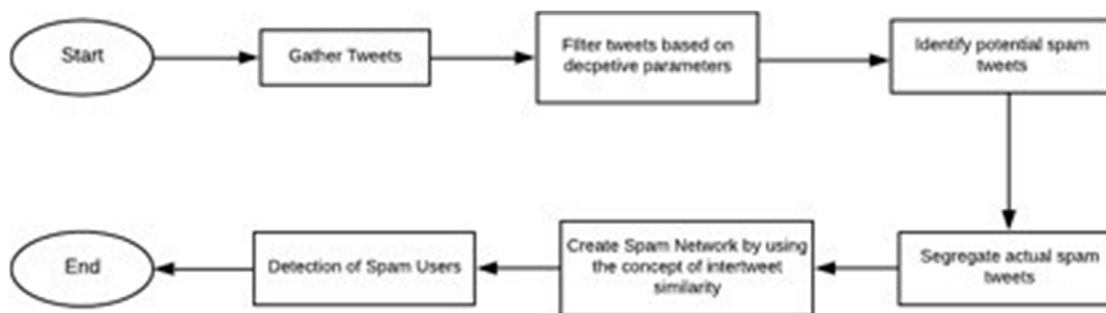 Start
Gather Tweets
Filter tweets based on
decpetive parameters
Identify potential spam
tweets
Segregate actual spam
tweets
Create Spam Network by using
the concept of intertweet
similarity
Detection of Spam Users
End